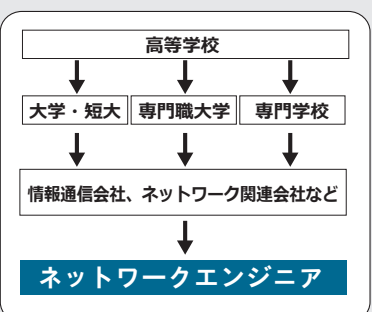 高等学校
大学・短大
専門職大学
専門学校
情報通信会社、ネットワーク関連会社など
ネットワークエンジニア